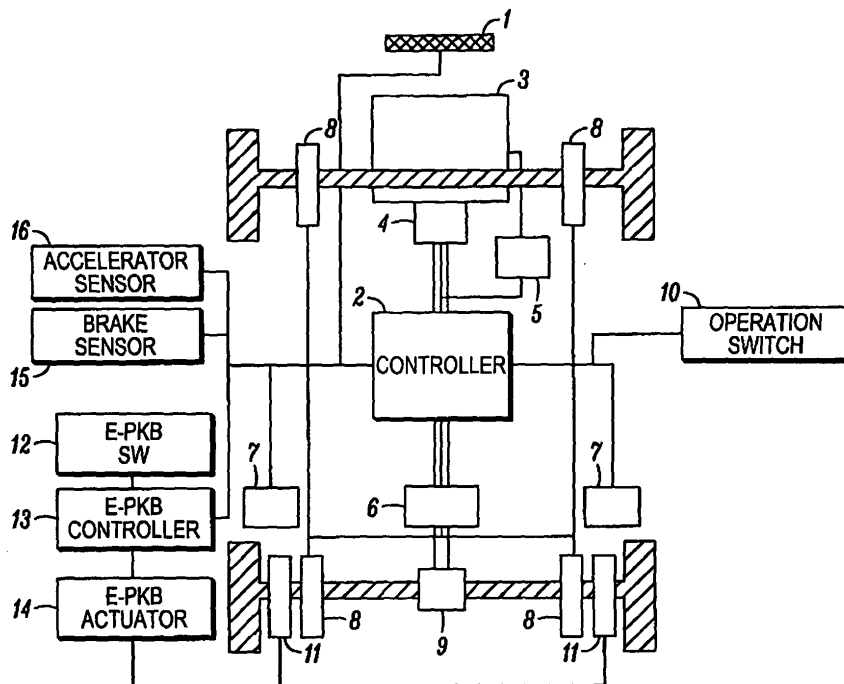 1
3
8
8
4
16
ACCELERATOR
SENSOR
2
5
10
BRAKE
SENSOR
15
CONTROLLER
OPERATION
SWITCH
12
E-PKB
SW
7
7
6
13
E-PKB
CONTROLLER
14
E-PKB
ACTUATOR
8
9
8
11
11